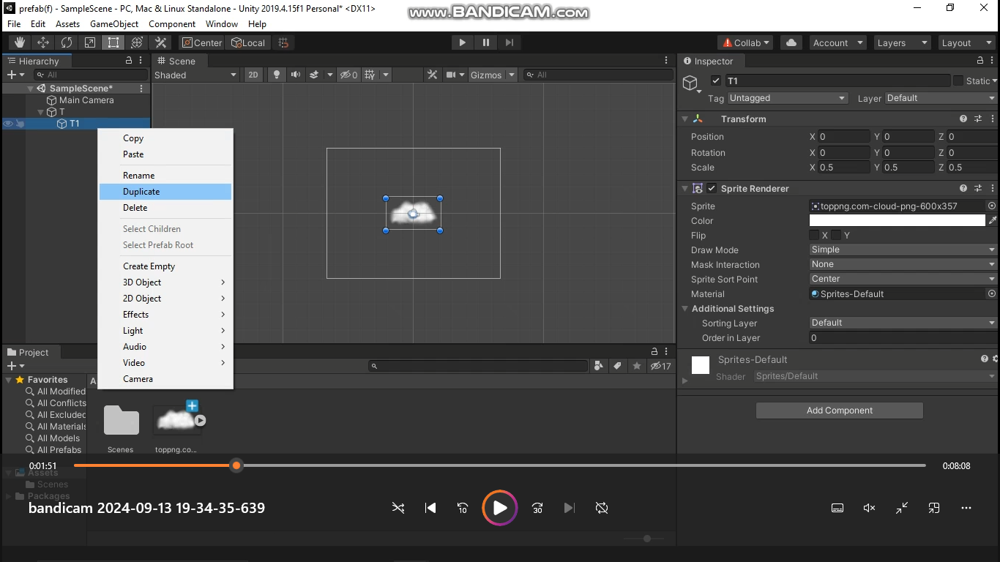 prefab(f) - SampleScene - PC, Mac & Linux Standalone - Unity 2019.4.15f1 Personal* <DX11>
www.BANDICAM.com
File Edit Assets GameObject Component Window Help
Center Local Collab Account Layers Layout
Hierarchy Scene Inspector
All Shaded 2D 0 Gizmos All
SampleScene*
Main Camera
T
T1
T1 Static
Tag Untagged Layer Default
Transform
Position X 0 Y 0 Z 0
Rotation X 0 Y 0 Z 0
Scale X 0.5 Y 0.5 Z 0.5
Sprite Renderer
Sprite toppng.com-cloud-png-600x357
Color
Flip X Y
Draw Mode Simple
Mask Interaction None
Sprite Sort Point Center
Material Sprites-Default
Additional Settings
Sorting Layer Default
Order in Layer 0
Sprites-Default
Shader Sprites/Default
Add Component
Copy
Paste
Rename
Duplicate
Delete
Select Children
Select Prefab Root
Create Empty
3D Object
2D Object
Effects
Light
Audio
Video
Camera
Project
17
Favorites
All Modified
All Conflicts
All Excluded
All Materials
All Models
All Prefabs
Assets
Scenes
Packages
Scenes toppng.co...
0:01:51 0:08:08
bandicam 2024-09-13 19-34-35-639
10 30